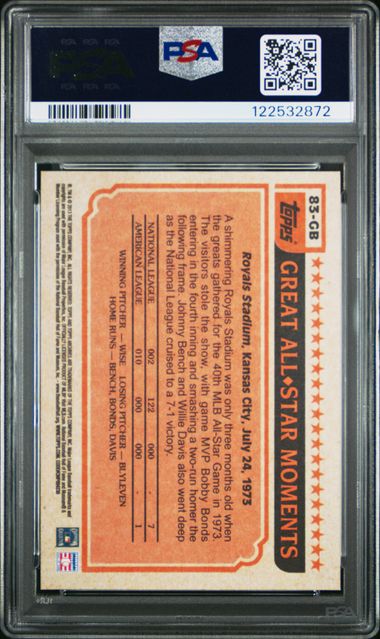 PSA
122532872
83-GB
Topps
GREAT ALL★STAR MOMENTS
Royals Stadium, Kansas City, July 24, 1973
A shimmering Royals Stadium was only three months old when
the greats gathered for the 40th MLB All-Star Game in 1973.
The visitors stole the show, with game MVP Bobby Bonds
entering in the fourth inning and smashing a two-run homer the
following frame. Johnny Bench and Willie Davis also went deep
as the National League cruised to a 7-1 victory.
NATIONAL LEAGUE 002 122 000 - 7
AMERICAN LEAGUE 010 000 000 - 1
WINNING PITCHER — WISE LOSING PITCHER — BLYLEVEN
HOME RUNS — BENCH, BONDS, DAVIS
PSA